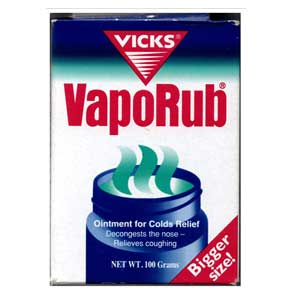 VICKS®
VapoRub®
Ointment for Colds Relief
Decongests the nose –
Relieves coughing
NET WT. 100 Grams
Bigger
size!